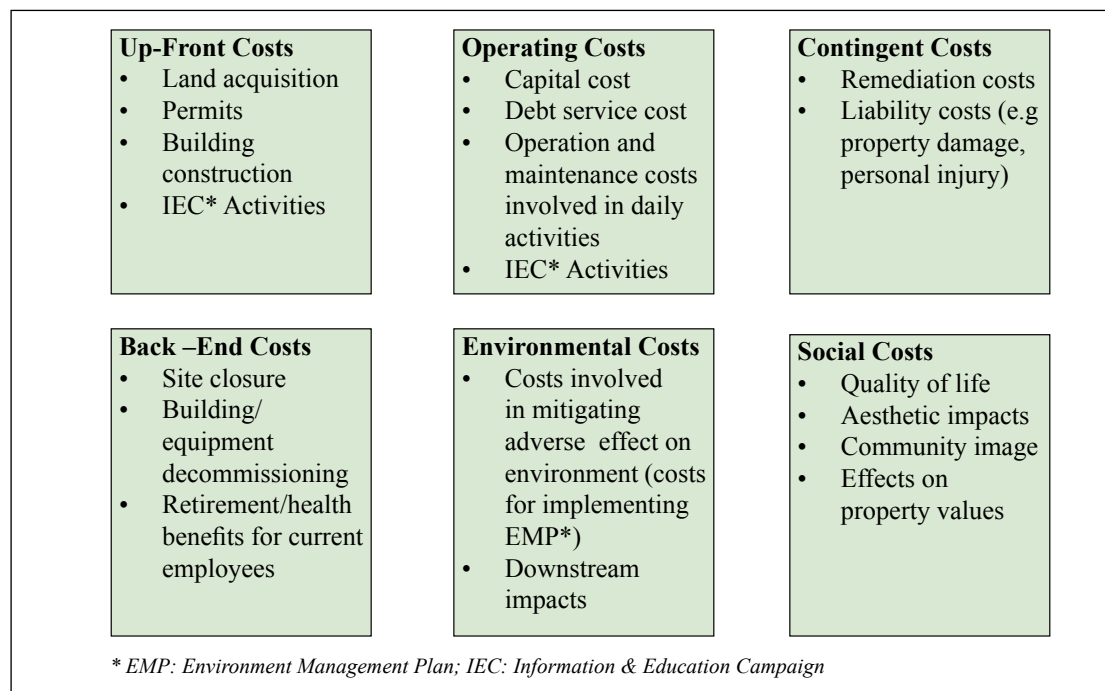 Up-Front Costs
• Land acquisition
• Permits
• Building
construction
• IEC* Activities
Operating Costs
• Capital cost
• Debt service cost
• Operation and
maintenance costs
involved in daily
activities
• IEC* Activities
Contingent Costs
• Remediation costs
• Liability costs (e.g
property damage,
personal injury)
Back –End Costs
• Site closure
• Building/
equipment
decommissioning
• Retirement/health
benefits for current
employees
Environmental Costs
• Costs involved
in mitigating
adverse effect on
environment (costs
for implementing
EMP*)
• Downstream
impacts
Social Costs
• Quality of life
• Aesthetic impacts
• Community image
• Effects on
property values
* EMP: Environment Management Plan; IEC: Information & Education Campaign